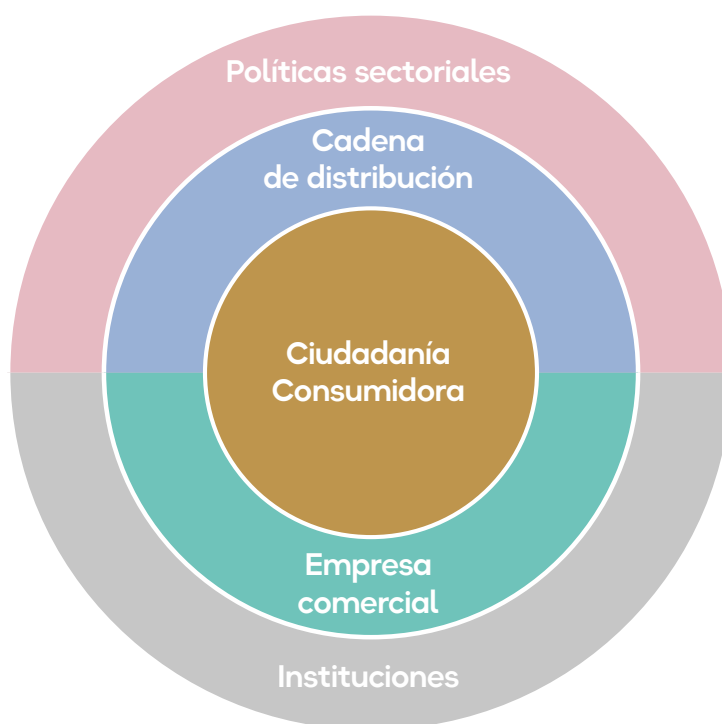 Políticas sectoriales
Cadena
de distribución
Ciudadanía
Consumidora
Empresa
comercial
Instituciones